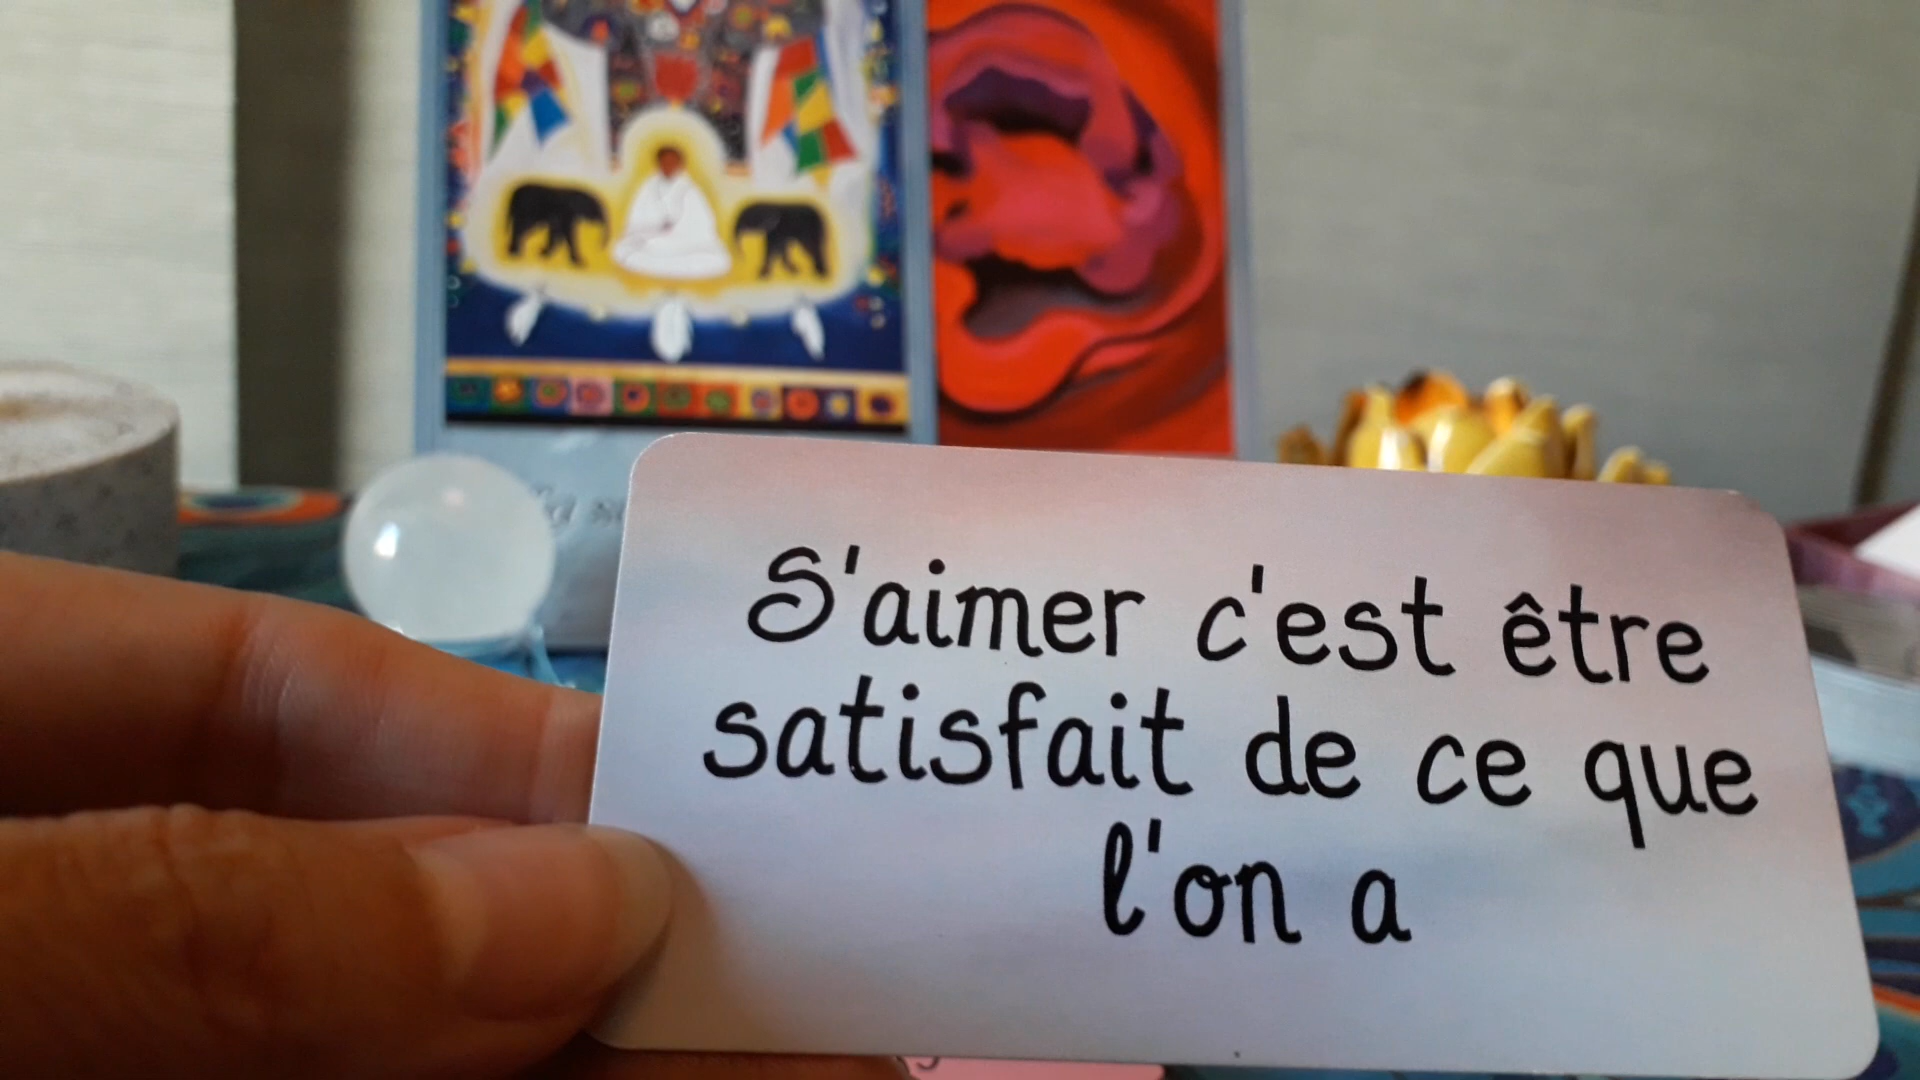 S'aimer c'est être
satisfait de ce que
l'on a